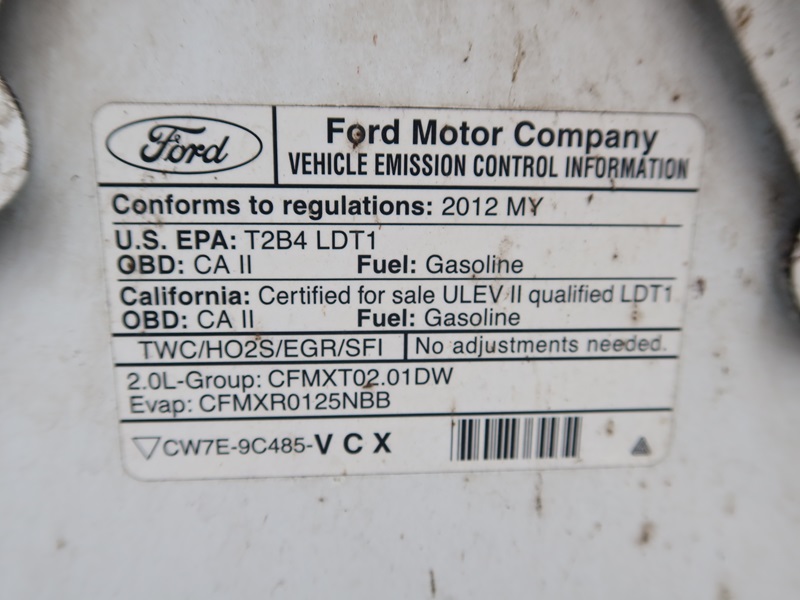 Ford
Ford Motor Company
VEHICLE EMISSION CONTROL INFORMATION
Conforms to regulations: 2012 MY
U.S. EPA: T2B4 LDT1
OBD: CA II Fuel: Gasoline
California: Certified for sale ULEV II qualified LDT1
OBD: CA II Fuel: Gasoline
TWC/HO2S/EGR/SFI No adjustments needed.
2.0L-Group: CFMXT02.01DW
Evap: CFMXR0125NBB
CW7E-9C485-VCX